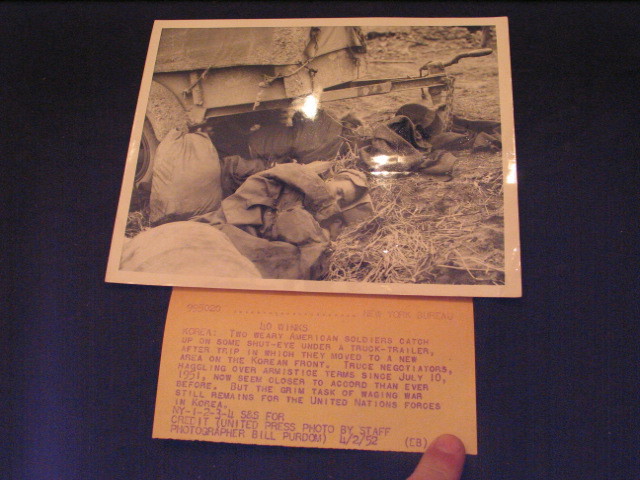 995020 .......................... NEW YORK BUREAU
40 WINKS
KOREA: TWO WEARY AMERICAN SOLDIERS CATCH
UP ON SOME SHUT-EYE UNDER A TRUCK-TRAILER,
AFTER TRIP IN WHICH THEY MOVED TO A NEW
AREA ON THE KOREAN FRONT. TRUCE NEGOTIATORS,
HAGGLING OVER ARMISTICE TERMS SINCE JULY 10,
1951, NOW SEEM CLOSER TO ACCORD THAN EVER
BEFORE. BUT THE GRIM TASK OF WAGING WAR
STILL REMAINS FOR THE UNITED NATIONS FORCES
IN KOREA.
NY-1-2-3-4 S&S FOR
CREDIT (UNITED PRESS PHOTO BY STAFF
PHOTOGRAPHER BILL PURDOM) 4/2/52 (EB)